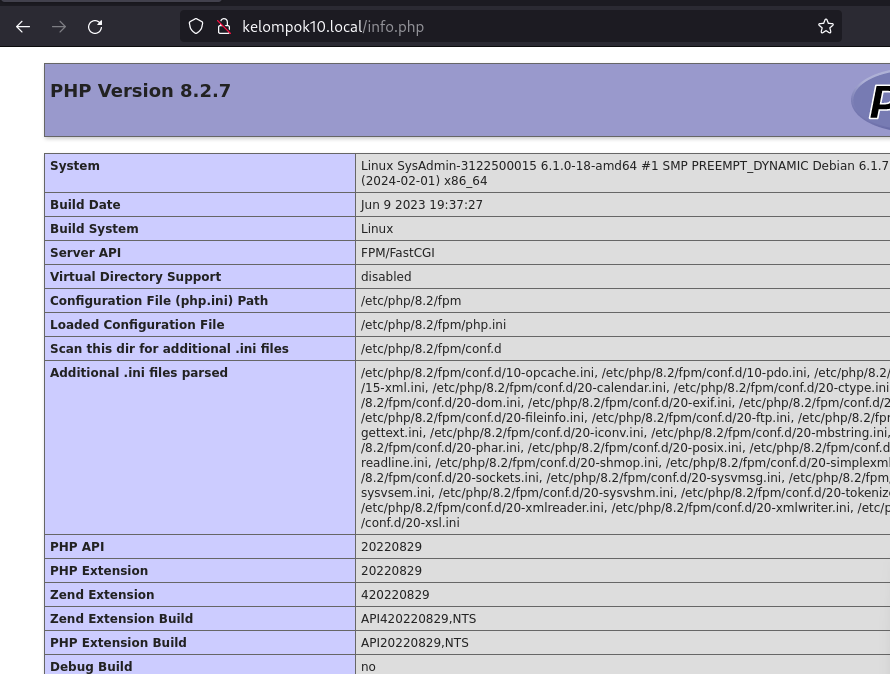 kelompok10.local/info.php
PHP Version 8.2.7
System
Linux SysAdmin-3122500015 6.1.0-18-amd64 #1 SMP PREEMPT_DYNAMIC Debian 6.1.7
(2024-02-01) x86_64
Build Date
Jun 9 2023 19:37:27
Build System
Linux
Server API
FPM/FastCGI
Virtual Directory Support
disabled
Configuration File (php.ini) Path
/etc/php/8.2/fpm
Loaded Configuration File
/etc/php/8.2/fpm/php.ini
Scan this dir for additional .ini files
/etc/php/8.2/fpm/conf.d
Additional .ini files parsed
/etc/php/8.2/fpm/conf.d/10-opcache.ini, /etc/php/8.2/fpm/conf.d/10-pdo.ini, /etc/php/8.2/
/15-xml.ini, /etc/php/8.2/fpm/conf.d/20-calendar.ini, /etc/php/8.2/fpm/conf.d/20-ctype.ini
/8.2/fpm/conf.d/20-dom.ini, /etc/php/8.2/fpm/conf.d/20-exif.ini, /etc/php/8.2/fpm/conf.d/2
/etc/php/8.2/fpm/conf.d/20-fileinfo.ini, /etc/php/8.2/fpm/conf.d/20-ftp.ini, /etc/php/8.2/fpm
gettext.ini, /etc/php/8.2/fpm/conf.d/20-iconv.ini, /etc/php/8.2/fpm/conf.d/20-mbstring.ini,
/8.2/fpm/conf.d/20-phar.ini, /etc/php/8.2/fpm/conf.d/20-posix.ini, /etc/php/8.2/fpm/conf.d
readline.ini, /etc/php/8.2/fpm/conf.d/20-shmop.ini, /etc/php/8.2/fpm/conf.d/20-simplexml
/8.2/fpm/conf.d/20-sockets.ini, /etc/php/8.2/fpm/conf.d/20-sysvmsg.ini, /etc/php/8.2/fpm/
sysvsem.ini, /etc/php/8.2/fpm/conf.d/20-sysvshm.ini, /etc/php/8.2/fpm/conf.d/20-tokenize
/etc/php/8.2/fpm/conf.d/20-xmlreader.ini, /etc/php/8.2/fpm/conf.d/20-xmlwriter.ini, /etc/p
/conf.d/20-xsl.ini
PHP API
20220829
PHP Extension
20220829
Zend Extension
420220829
Zend Extension Build
API420220829,NTS
PHP Extension Build
API20220829,NTS
Debug Build
no